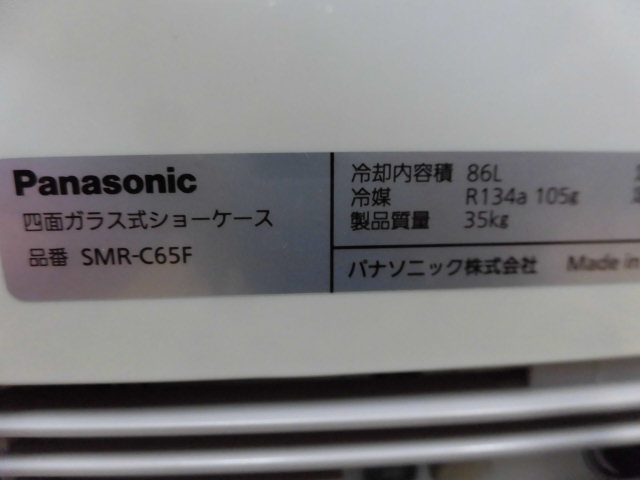 Panasonic
四面ガラス式ショーケース
品番 SMR-C65F
冷却内容積 86L
冷媒 R134a 105g
製品質量 35kg
パナソニック株式会社 Made in